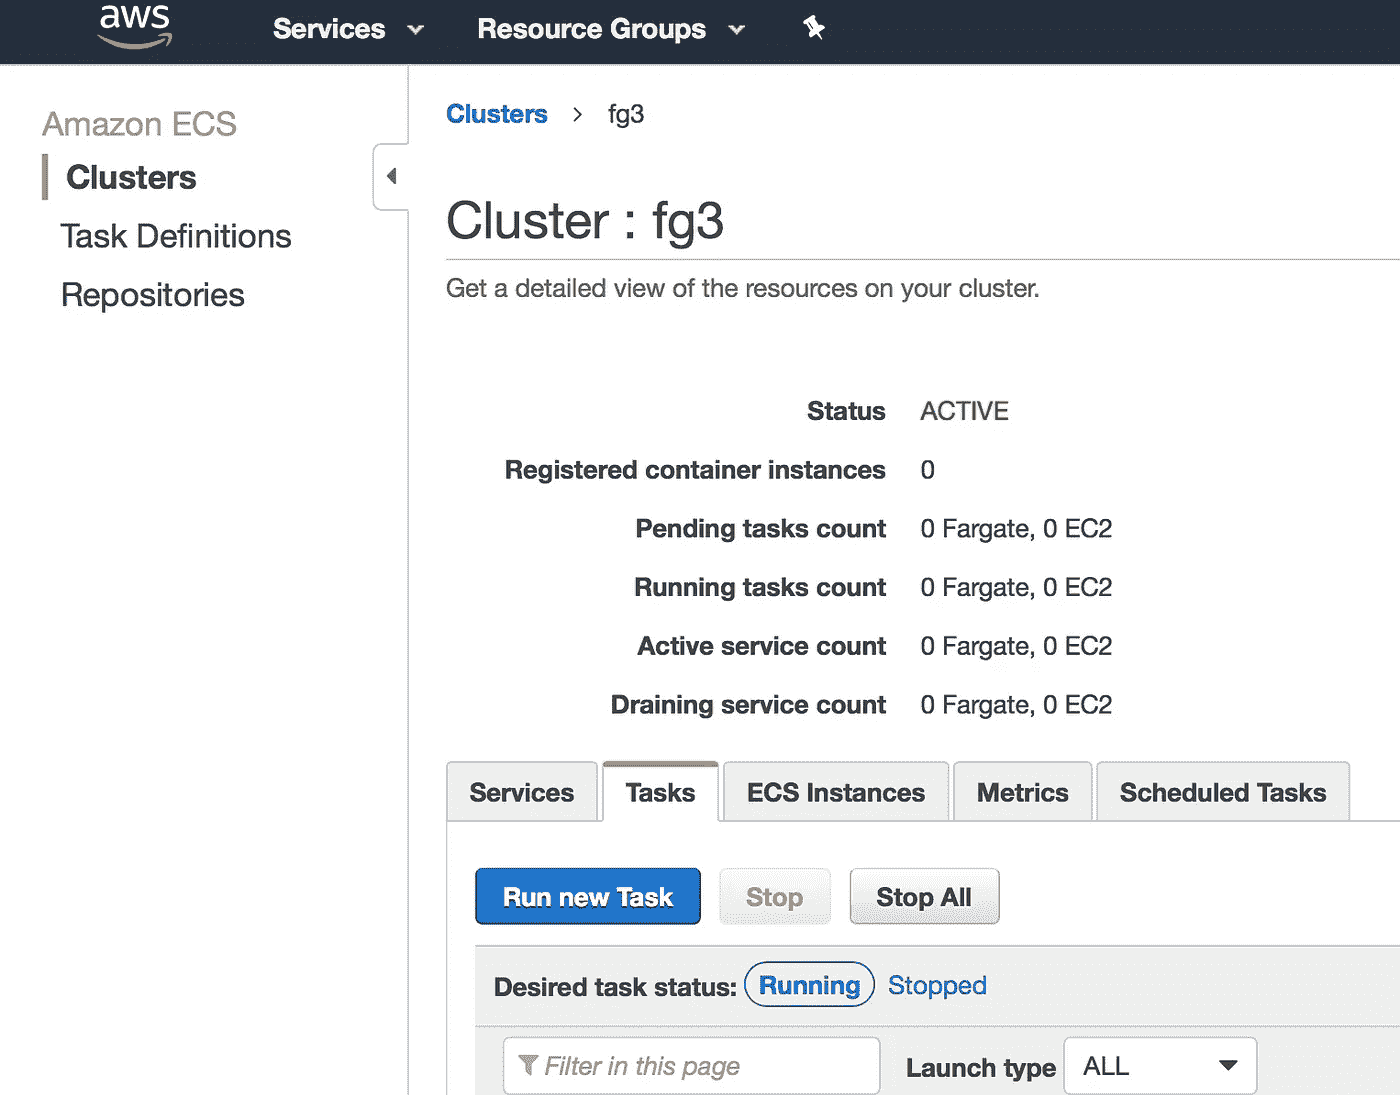 aws Services Resource Groups
Amazon ECS
Clusters
Task Definitions
Repositories
Clusters > fg3
Cluster : fg3
Get a detailed view of the resources on your cluster.
Status ACTIVE
Registered container instances 0
Pending tasks count 0 Fargate, 0 EC2
Running tasks count 0 Fargate, 0 EC2
Active service count 0 Fargate, 0 EC2
Draining service count 0 Fargate, 0 EC2
Services Tasks ECS Instances Metrics Scheduled Tasks
Run new Task Stop Stop All
Desired task status: Running Stopped
Filter in this page Launch type ALL